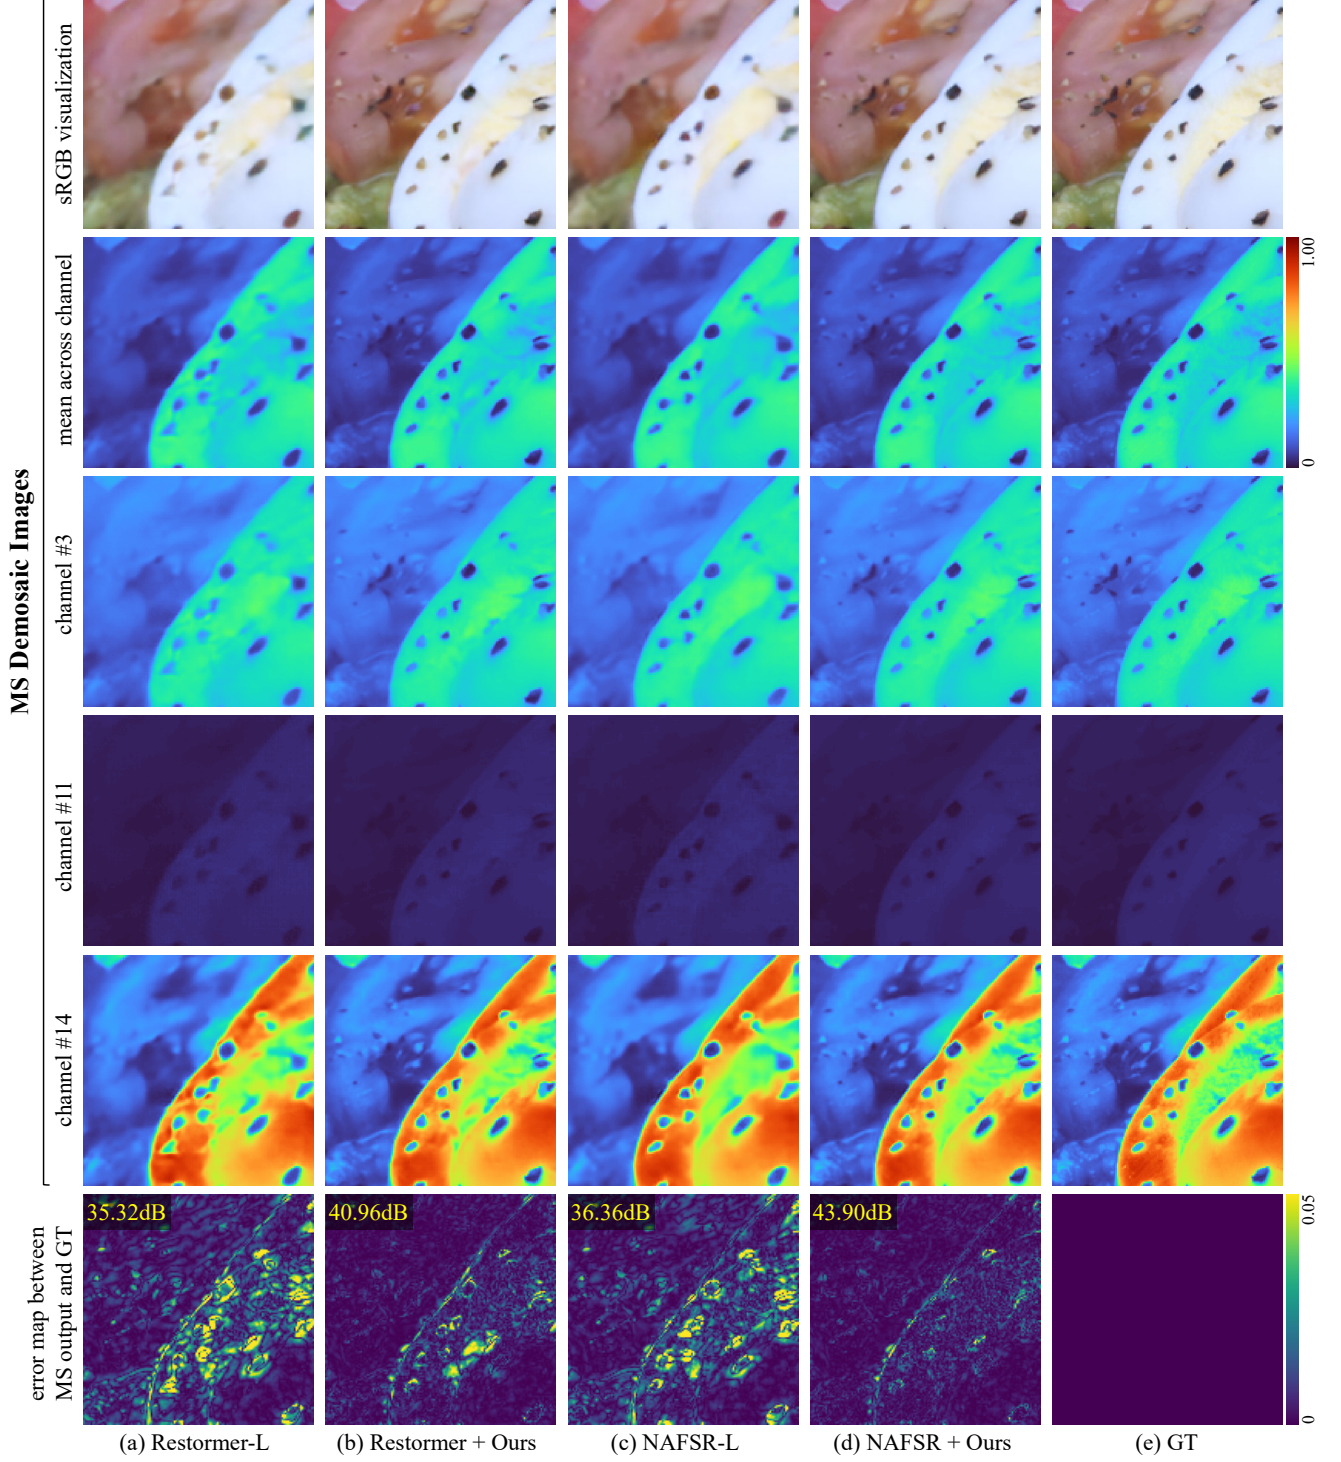 MS Demosaic Images
sRGB visualization
mean across channel
1.00
0
channel #3
channel #11
channel #14
error map between
MS output and GT
35.32dB
40.96dB
36.36dB
43.90dB
0.05
0
(a) Restormer-L
(b) Restormer + Ours
(c) NAFSR-L
(d) NAFSR + Ours
(e) GT